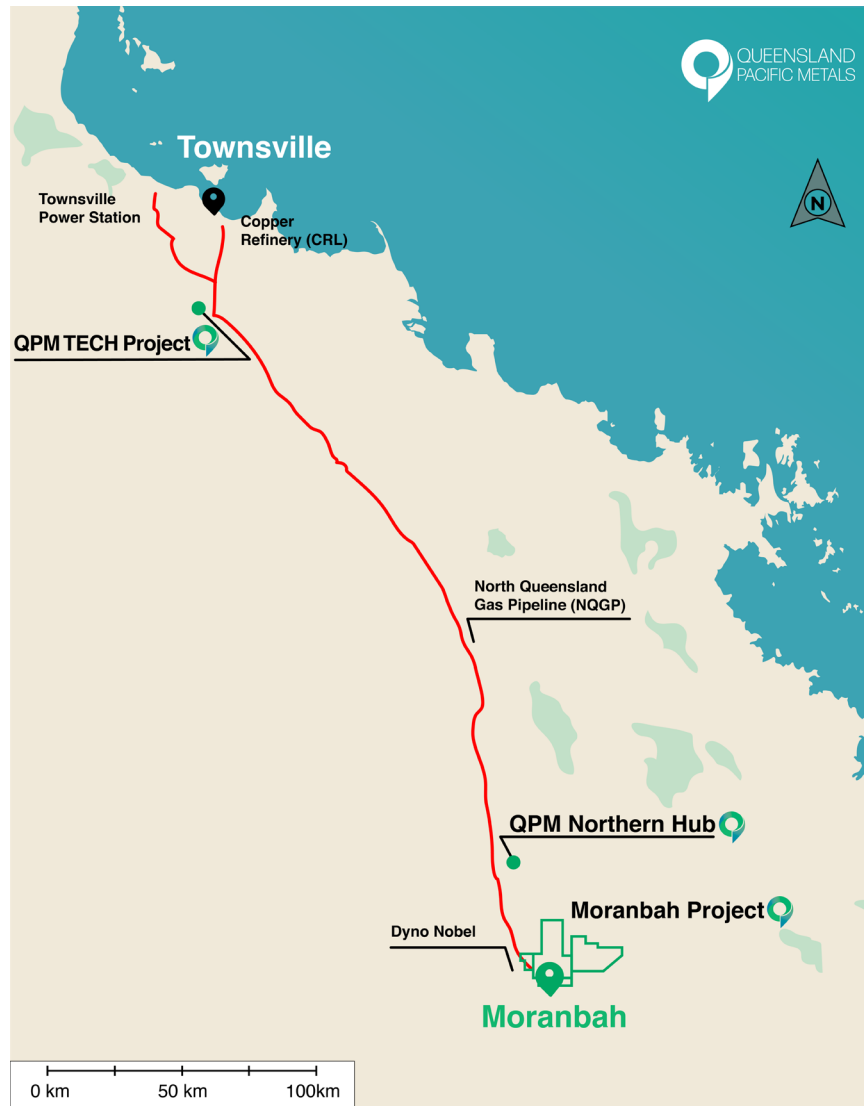 QUEENSLAND
PACIFIC METALS
Townsville
Townsville
Power Station
Copper
Refinery (CRL)
N
QPM TECH Project
North Queensland
Gas Pipeline (NQGP)
QPM Northern Hub
Moranbah Project
Dyno Nobel
Moranbah
0 km 50 km 100km